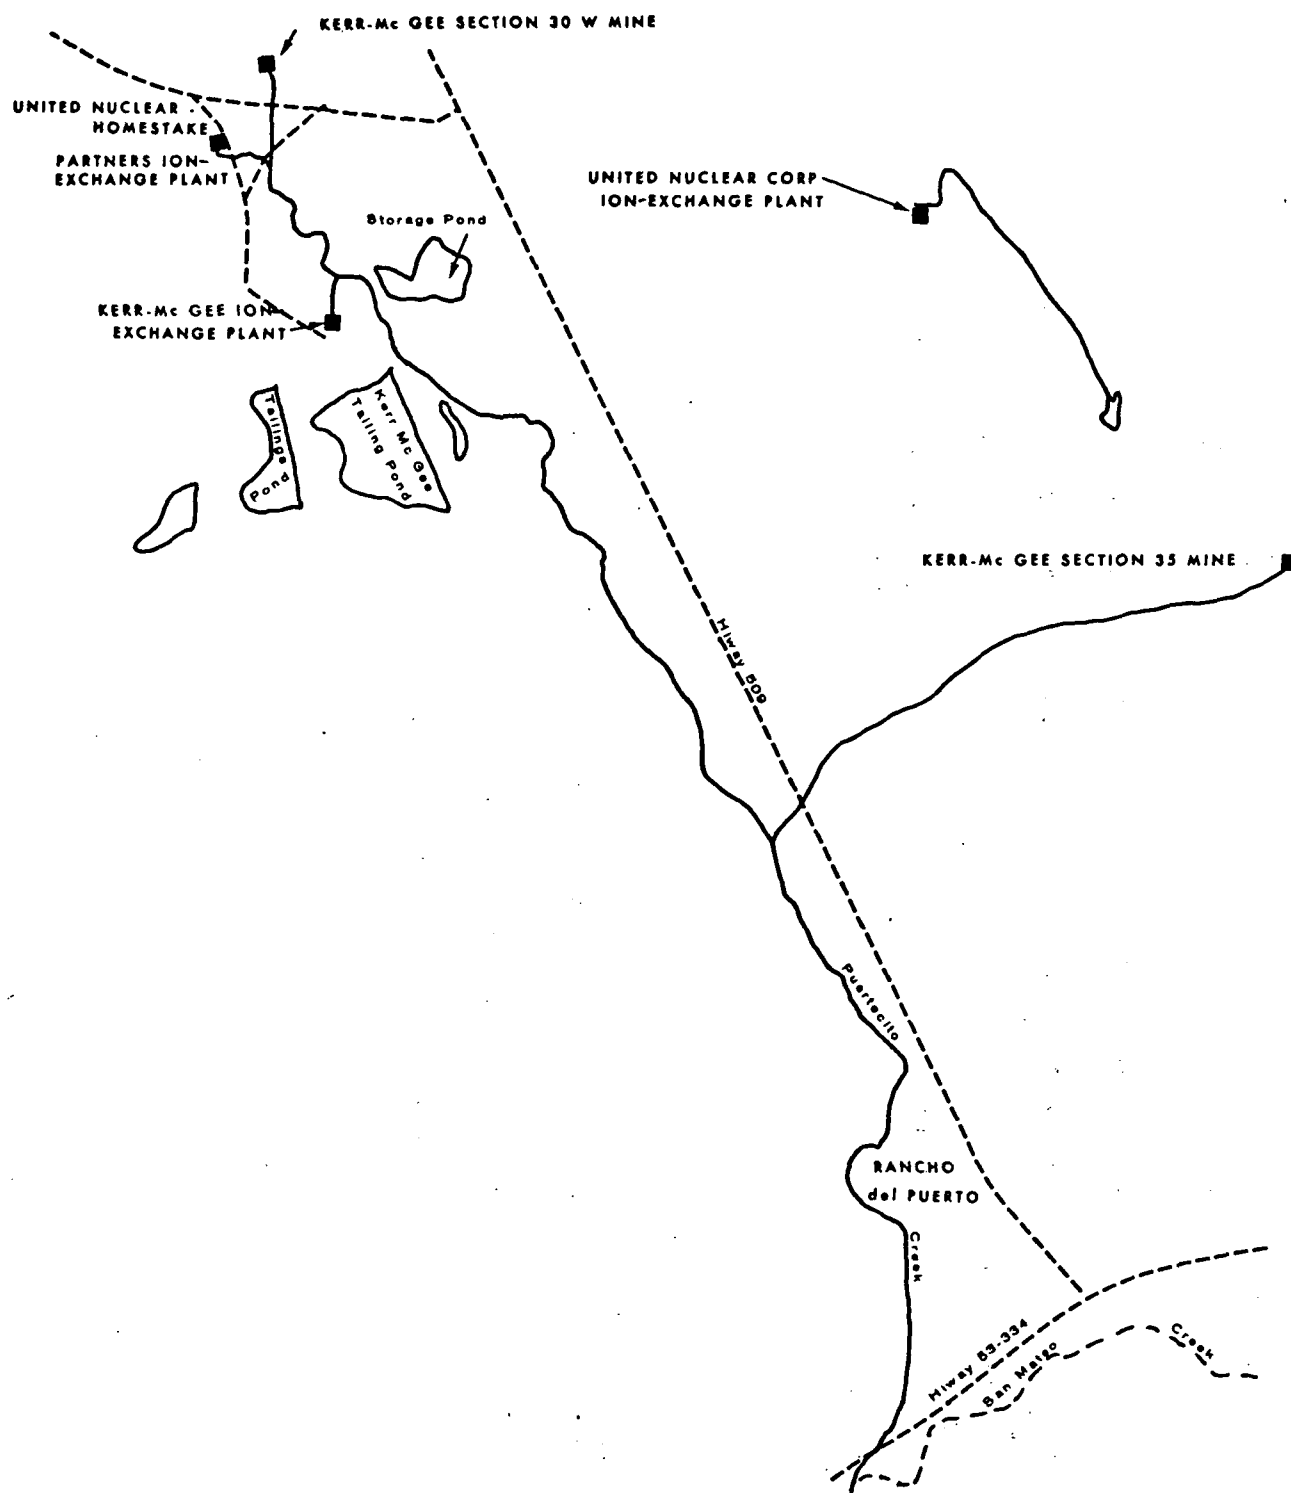 KERR-Mc GEE SECTION 30 W MINE
UNITED NUCLEAR -
HOMESTAKE
PARTNERS ION-
EXCHANGE PLANT
UNITED NUCLEAR CORP
ION-EXCHANGE PLANT
Storage Pond
KERR-Mc GEE ION-
EXCHANGE PLANT
Tailings
Pond
Kerr Mc Gee
Tailing Pond
KERR-Mc GEE SECTION 35 MINE
Hiway 509
Puertecito
RANCHO
del PUERTO
Creek
Hiway 53-334
San Mateo
Creek